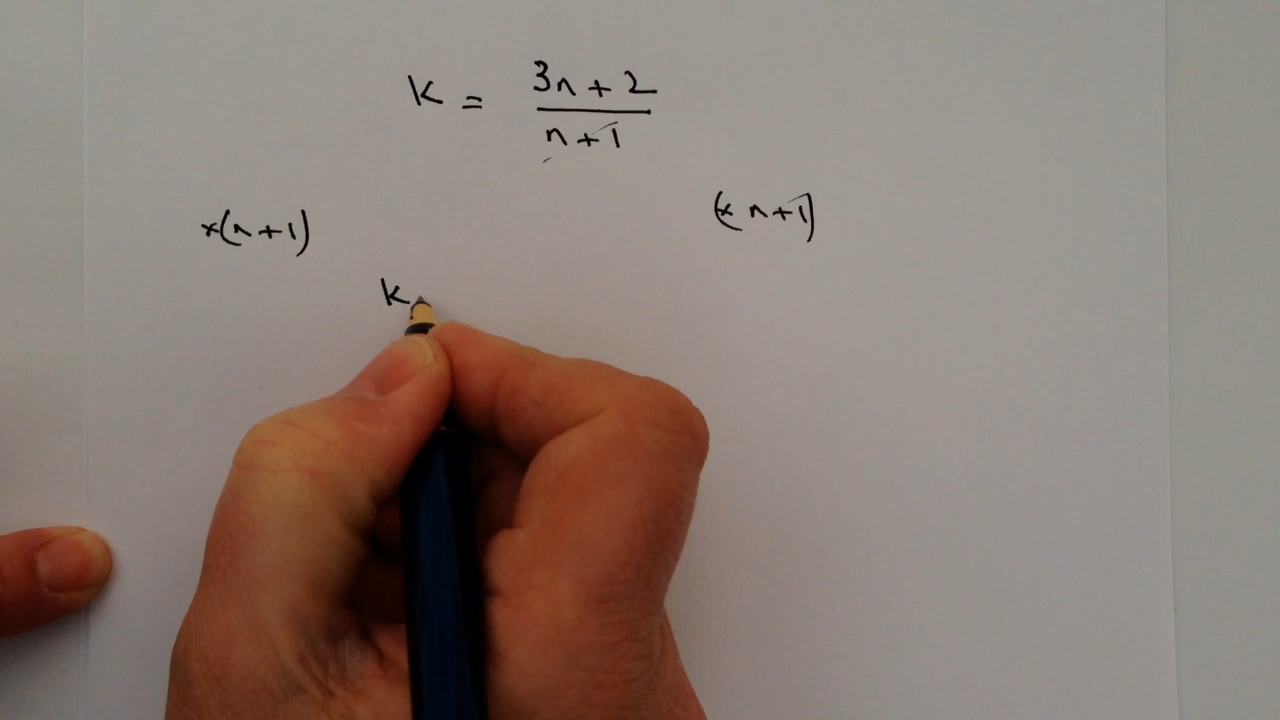 K = 3n + 2
n + 1
×(n + 1) (× n + 1)
K